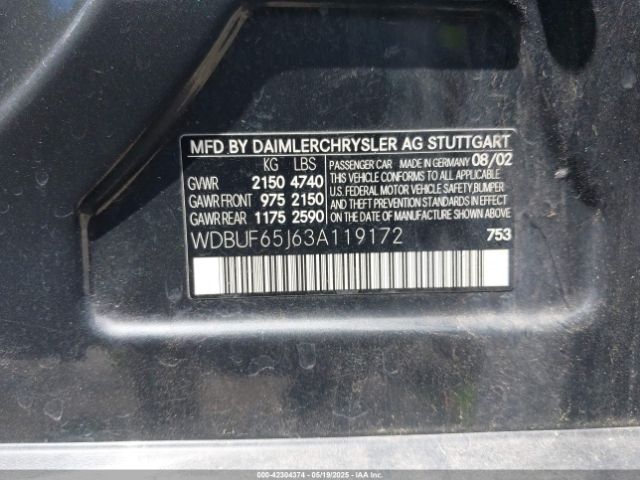 MFD BY DAIMLERCHRYSLER AG STUTTGART
KG LBS PASSENGER CAR MADE IN GERMANY 08/02
GVWR 2150 4740 THIS VEHICLE CONFORMS TO ALL APPLICABLE
GAWR FRONT 975 2150 U.S. FEDERAL MOTOR VEHICLE SAFETY, BUMPER
GAWR REAR 1175 2590 AND THEFT PREVENTION STANDARDS IN EFFECT ON THE DATE OF MANUFACTURE SHOWN ABOVE.
WDBUF65J63A119172 753
000-42304374 05/19/2025 IAAI.COM